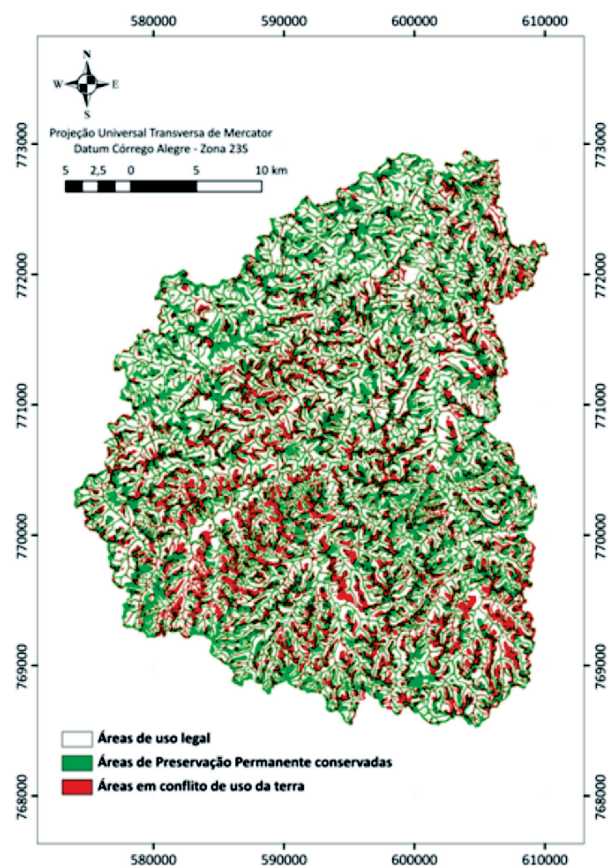 580000 590000 600000 610000
N
W E
S
Projeção Universal Transversa de Mercator
Datum Córrego Alegre - Zona 23S
5 2,5 0 5 10 km
773000 773000
772000 772000
771000 771000
770000 770000
769000 769000
Áreas de uso legal
Áreas de Preservação Permanente conservadas
Áreas em conflito de uso da terra
768000 768000
580000 590000 600000 610000